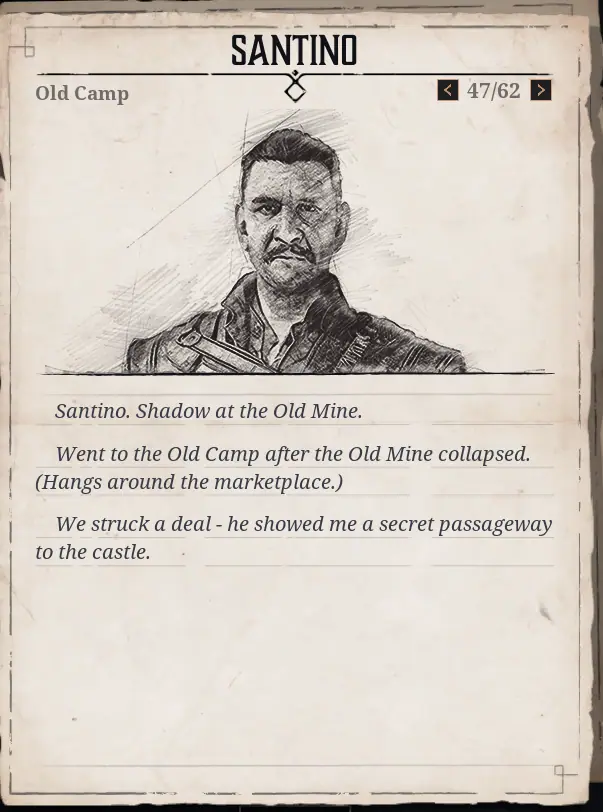 SANTINO
Old Camp
47/62
Santino. Shadow at the Old Mine.
Went to the Old Camp after the Old Mine collapsed.
(Hangs around the marketplace.)
We struck a deal - he showed me a secret passageway
to the castle.